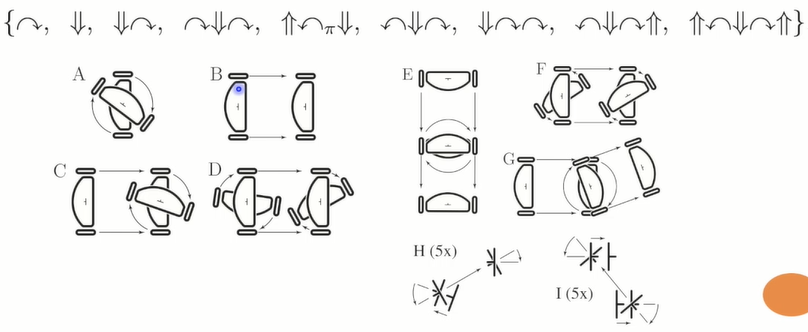 {↷, ⇓, ⇓↷, ↷⇓↷, ⇑↷π⇓, ↶⇓↷, ⇓↷↷, ↷⇓↷⇑, ⇑↷⇓↷⇑}
A
B
E
F
C
D
G
H (5x)
I (5x)